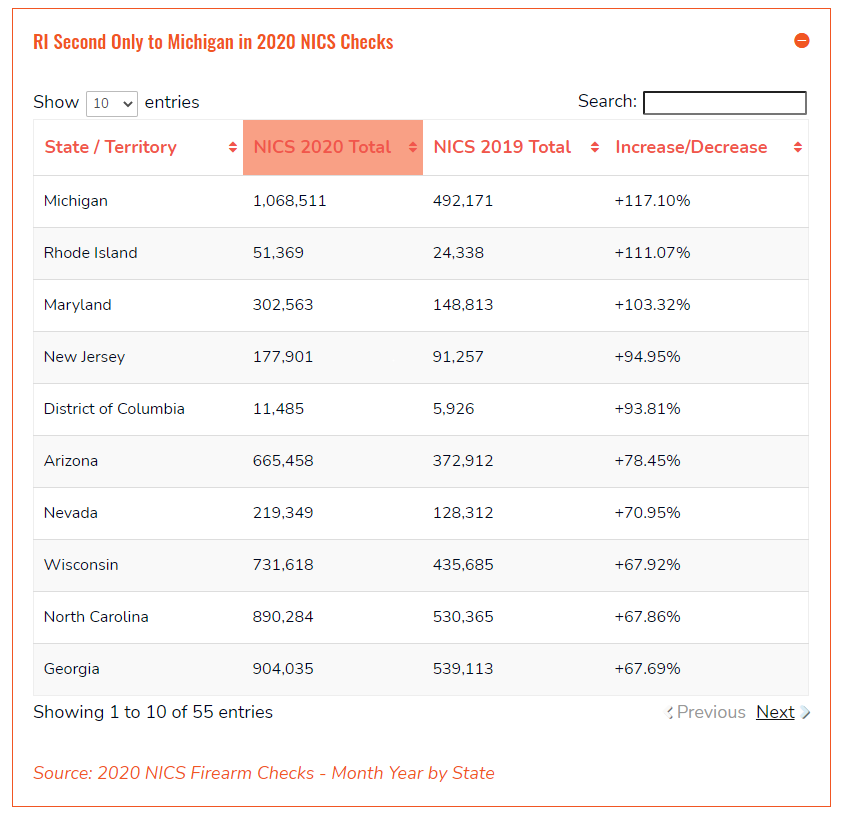 RI Second Only to Michigan in 2020 NICS Checks
Show 10 entries Search:
State / Territory NICS 2020 Total NICS 2019 Total Increase/Decrease
Michigan 1,068,511 492,171 +117.10%
Rhode Island 51,369 24,338 +111.07%
Maryland 302,563 148,813 +103.32%
New Jersey 177,901 91,257 +94.95%
District of Columbia 11,485 5,926 +93.81%
Arizona 665,458 372,912 +78.45%
Nevada 219,349 128,312 +70.95%
Wisconsin 731,618 435,685 +67.92%
North Carolina 890,284 530,365 +67.86%
Georgia 904,035 539,113 +67.69%
Showing 1 to 10 of 55 entries Previous Next
Source: 2020 NICS Firearm Checks - Month Year by State